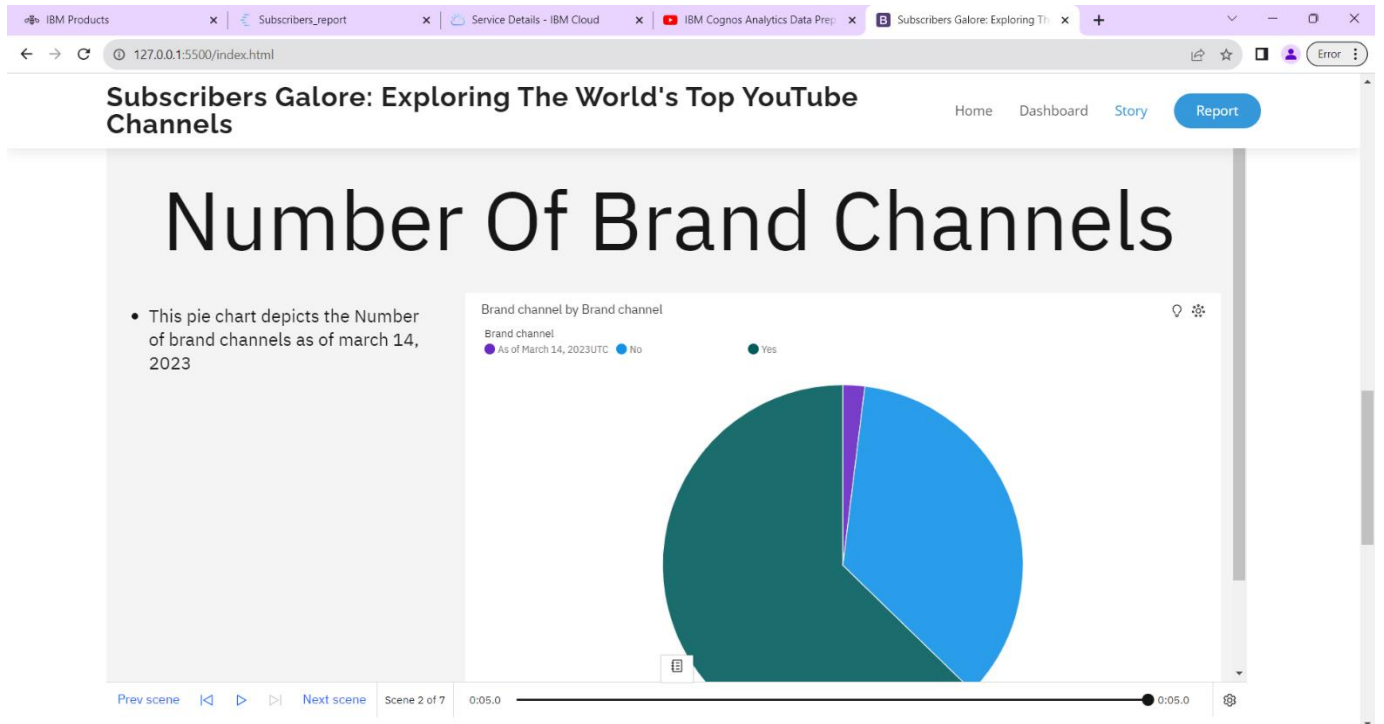 IBM Products
Subscribers_report
Service Details - IBM Cloud
IBM Cognos Analytics Data Prep
Subscribers Galore: Exploring Th
127.0.0.1:5500/index.html
Error
Subscribers Galore: Exploring The World's Top YouTube
Channels
Home Dashboard Story Report
Number Of Brand Channels
• This pie chart depicts the Number
of brand channels as of march 14,
2023
Brand channel by Brand channel
Brand channel
As of March 14, 2023UTC No Yes
Prev scene Next scene Scene 2 of 7 0:05.0 0:05.0